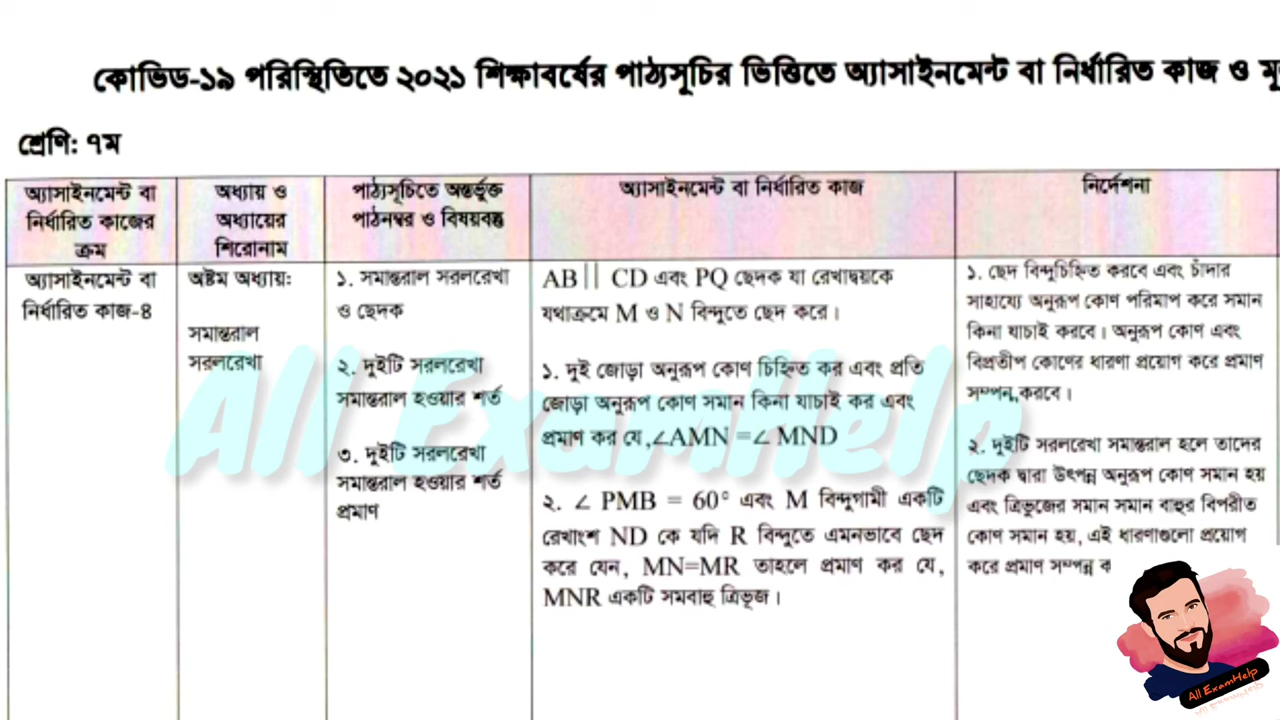 কোভিড-১৯ পরিস্থিতিতে ২০২১ শিক্ষাবর্ষের পাঠ্যসূচির ভিত্তিতে অ্যাসাইনমেন্ট বা নির্ধারিত কাজ ও
শ্রেণি: ৭ম
অ্যাসাইনমেন্ট বা
নির্ধারিত কাজের
ক্রম
অধ্যায় ও
অধ্যায়ের
শিরোনাম
পাঠ্যসূচিতে অন্তর্ভুক্ত
পাঠনম্বর ও বিষয়বস্তু
অ্যাসাইনমেন্ট বা নির্ধারিত কাজ
নির্দেশনা
অ্যাসাইনমেন্ট বা
নির্ধারিত কাজ-৪
অষ্টম অধ্যায়:
সমান্তরাল
সরলরেখা
১. সমান্তরাল সরলরেখা
ও ছেদক
২. দুইটি সরলরেখা
সমান্তরাল হওয়ার শর্ত
৩. দুইটি সরলরেখা
সমান্তরাল হওয়ার শর্ত
প্রমাণ
AB || CD এবং PQ ছেদক যা রেখাদ্বয়কে
যথাক্রমে M ও N বিন্দুতে ছেদ করে।
১. দুই জোড়া অনুরূপ কোণ চিহ্নিত কর এবং প্রতি
জোড়া অনুরূপ কোণ সমান কিনা যাচাই কর এবং
প্রমাণ কর যে,∠AMN =∠ MND
২. ∠ PMB = 60° এবং M বিন্দুগামী একটি
রেখাংশ ND কে যদি R বিন্দুতে এমনভাবে ছেদ
করে যেন, MN=MR তাহলে প্রমাণ কর যে,
MNR একটি সমবাহু ত্রিভূজ।
১. ছেদ বিন্দুচিহ্নিত করবে এবং চাঁদার
সাহায্যে অনুরূপ কোণ পরিমাপ করে সমান
কিনা যাচাই করবে। অনুরূপ কোণ এবং
বিপ্রতীপ কোণের ধারণা প্রয়োগ করে প্রমাণ
সম্পন্ন,করবে।
২. দুইটি সরলরেখা সমান্তরাল হলে তাদের
ছেদক দ্বারা উৎপন্ন অনুরূপ কোণ সমান হয়
এবং ত্রিভুজের সমান সমান বাহুর বিপরীত
কোণ সমান হয়, এই ধারণাগুলো প্রয়োগ
করে প্রমাণ সম্পন্ন ক
All ExamHelp
All ExamHelp